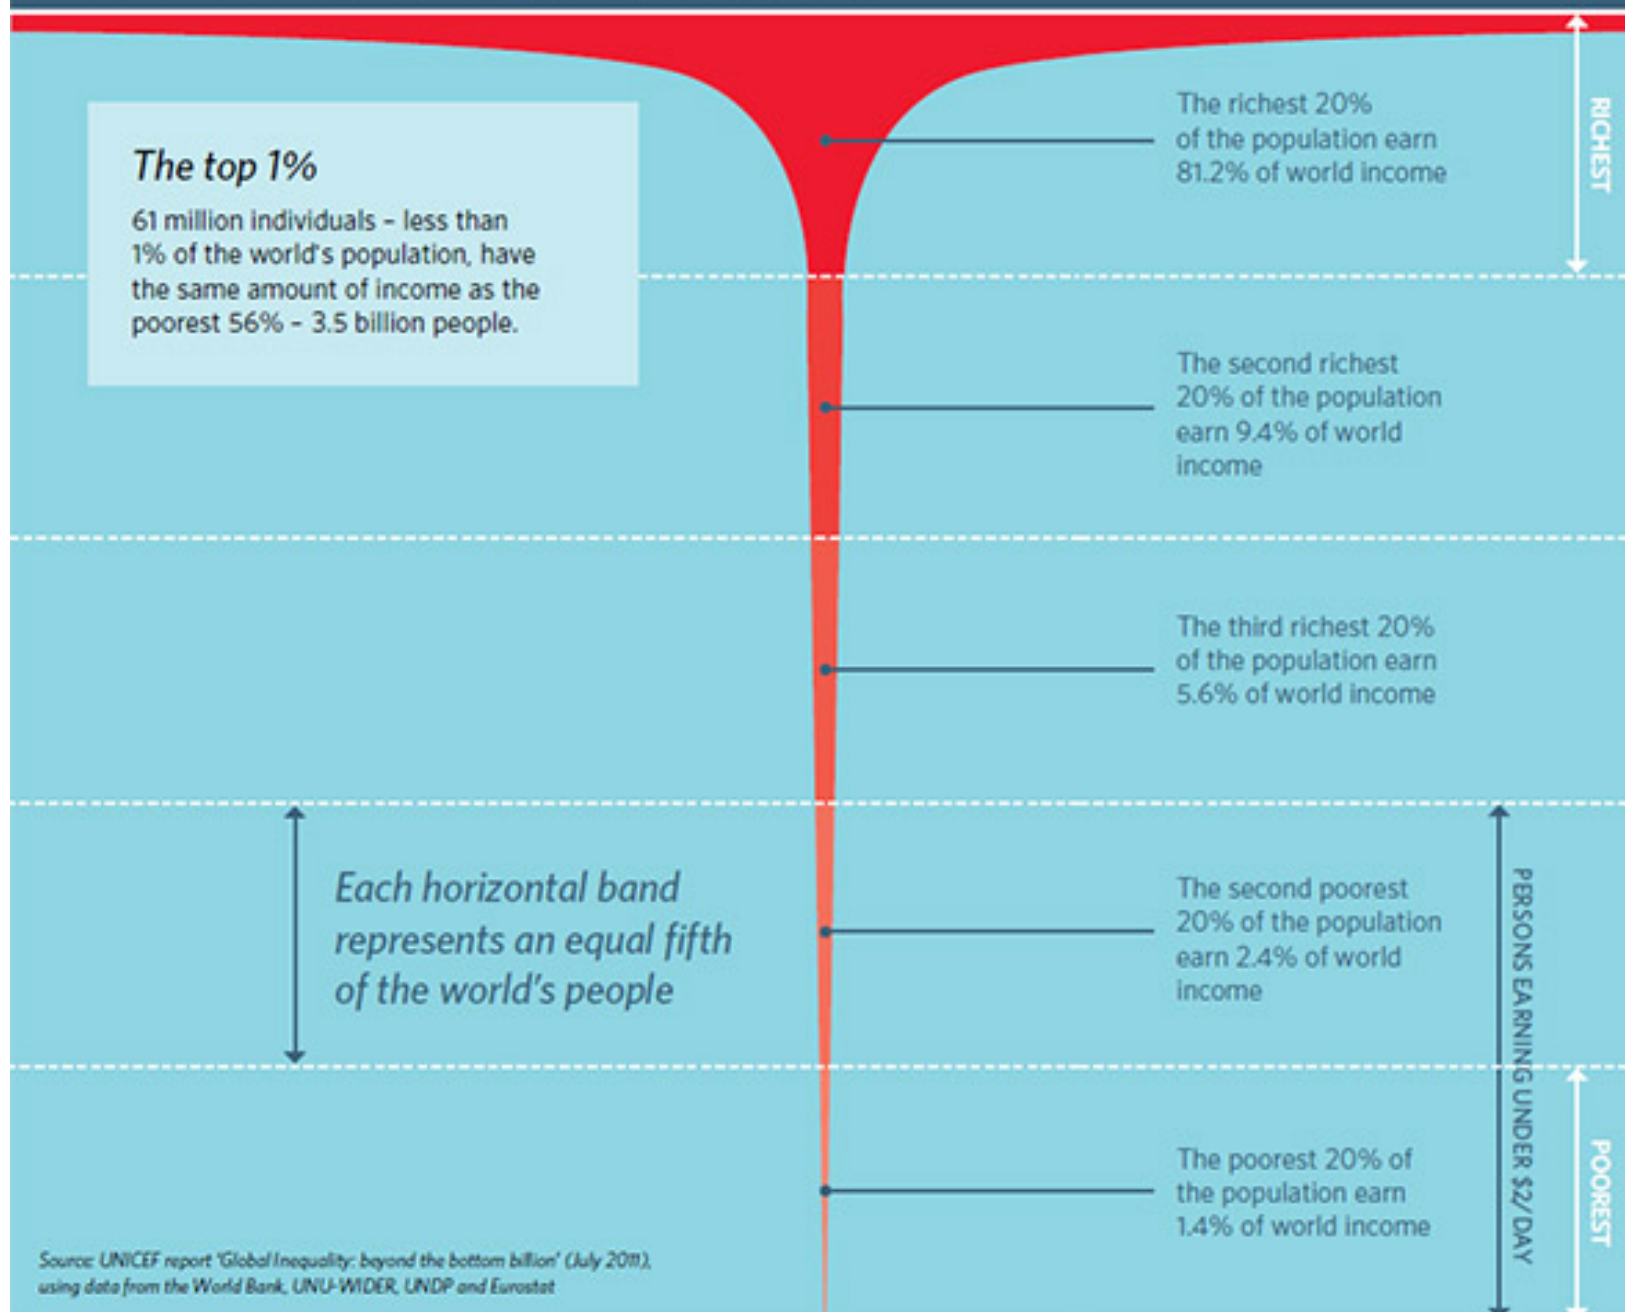 The top 1%
61 million individuals – less than
1% of the world's population, have
the same amount of income as the
poorest 56% – 3.5 billion people.
The richest 20%
of the population earn
81.2% of world income
RICHEST
The second richest
20% of the population
earn 9.4% of world
income
The third richest 20%
of the population earn
5.6% of world income
Each horizontal band
represents an equal fifth
of the world's people
The second poorest
20% of the population
earn 2.4% of world
income
PERSONS EARNING UNDER $2/DAY
The poorest 20% of
the population earn
1.4% of world income
POOREST
Source: UNICEF report 'Global Inequality: beyond the bottom billion' (July 2011),
using data from the World Bank, UNU-WIDER, UNDP and Eurostat